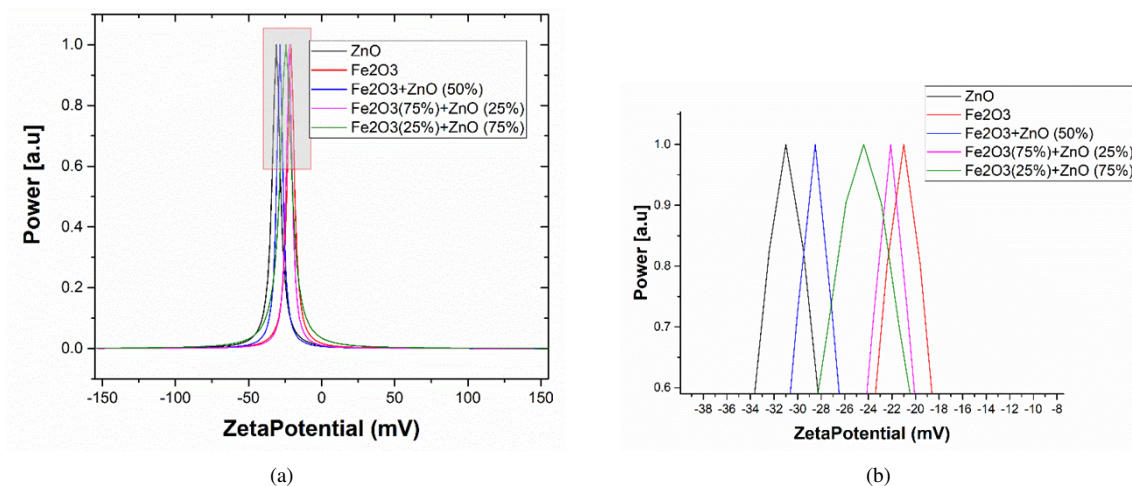 ZnO
Fe2O3
Fe2O3+ZnO (50%)
Fe2O3(75%)+ZnO (25%)
Fe2O3(25%)+ZnO (75%)
1.0
0.8
0.6
0.4
0.2
0.0
Power [a.u]
-150 -100 -50 0 50 100 150
ZetaPotential (mV)
(a)
ZnO
Fe2O3
Fe2O3+ZnO (50%)
Fe2O3(75%)+ZnO (25%)
Fe2O3(25%)+ZnO (75%)
1.0
0.9
0.8
0.7
0.6
Power [a.u]
-38 -36 -34 -32 -30 -28 -26 -24 -22 -20 -18 -16 -14 -12 -10 -8
ZetaPotential (mV)
(b)